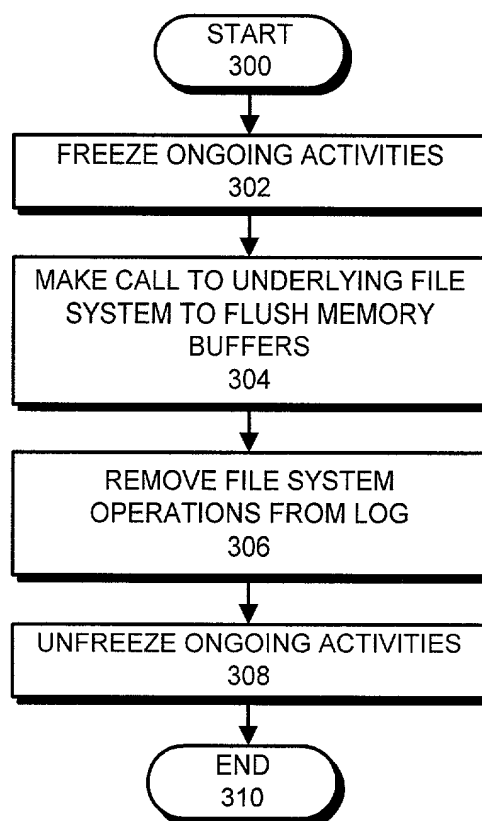 START
300
FREEZE ONGOING ACTIVITIES
302
MAKE CALL TO UNDERLYING FILE
SYSTEM TO FLUSH MEMORY
BUFFERS
304
REMOVE FILE SYSTEM
OPERATIONS FROM LOG
306
UNFREEZE ONGOING ACTIVITIES
308
END
310